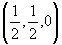 (1/2, 1/2, 0)